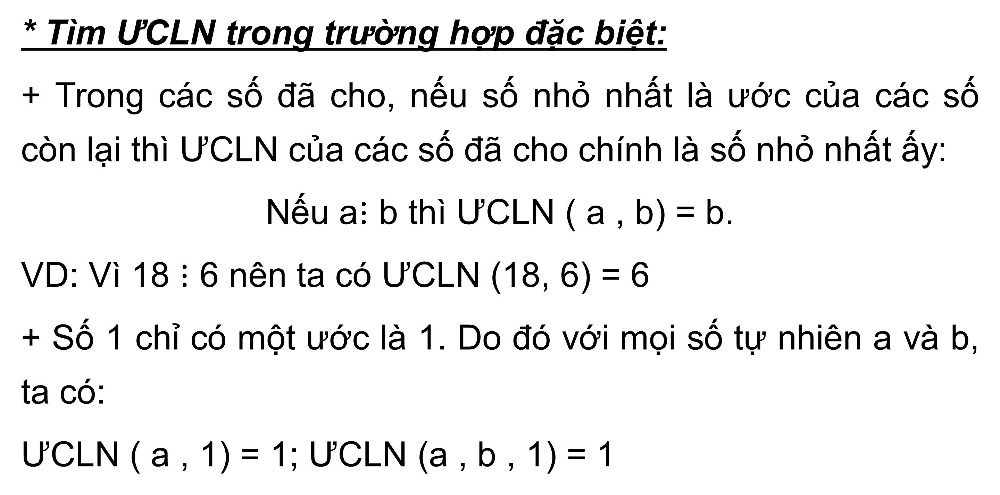 * Tìm ƯCLN trong trường hợp đặc biệt:
+ Trong các số đã cho, nếu số nhỏ nhất là ước của các số
còn lại thì ƯCLN của các số đã cho chính là số nhỏ nhất ấy:
Nếu a⋮ b thì ƯCLN ( a , b) = b.
VD: Vì 18 ⋮ 6 nên ta có ƯCLN (18, 6) = 6
+ Số 1 chỉ có một ước là 1. Do đó với mọi số tự nhiên a và b,
ta có:
ƯCLN ( a , 1) = 1; ƯCLN (a , b , 1) = 1